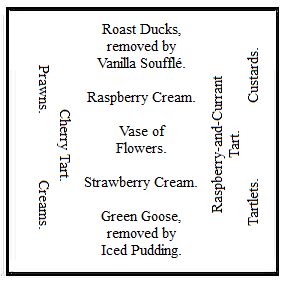 Roast Ducks,
removed by
Vanilla Soufflé.
Prawns.
Cherry Tart.
Creams.
Raspberry Cream.
Vase of
Flowers.
Strawberry Cream.
Raspberry-and-Currant
Tart.
Custards.
Tartlets.
Green Goose,
removed by
Iced Pudding.